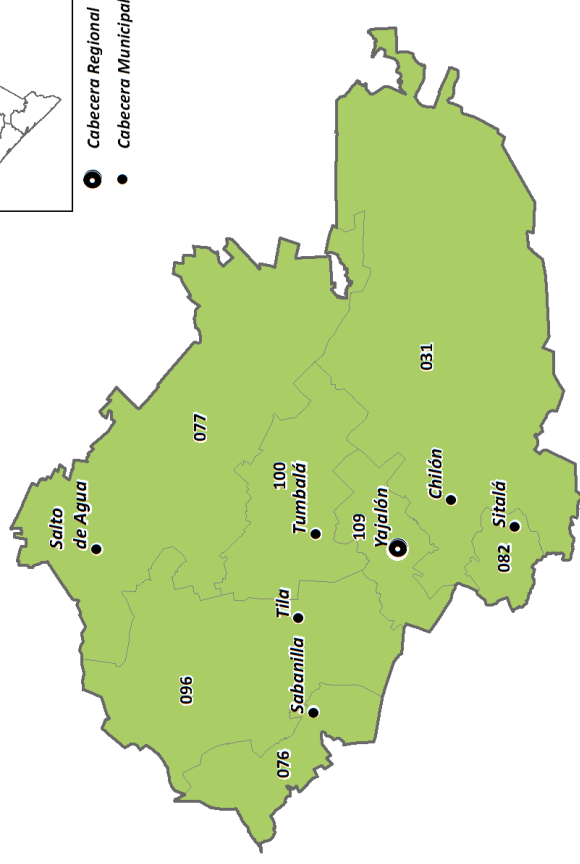 Cabecera Regional
Cabecera Municipal
Salto
de Agua
077
096
Tila
Sabanilla
076
100
Tumbalá
109
Yajalón
031
Chilón
Sitalá
082